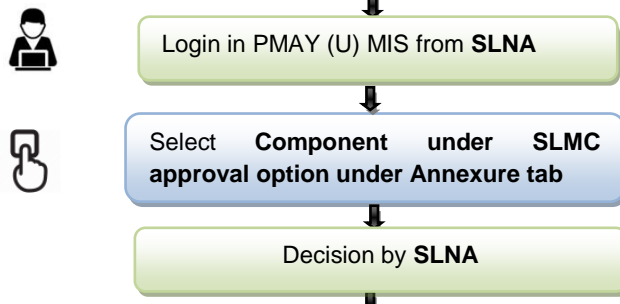 Login in PMAY (U) MIS from SLNA
Select Component under SLMC
approval option under Annexure tab
Decision by SLNA